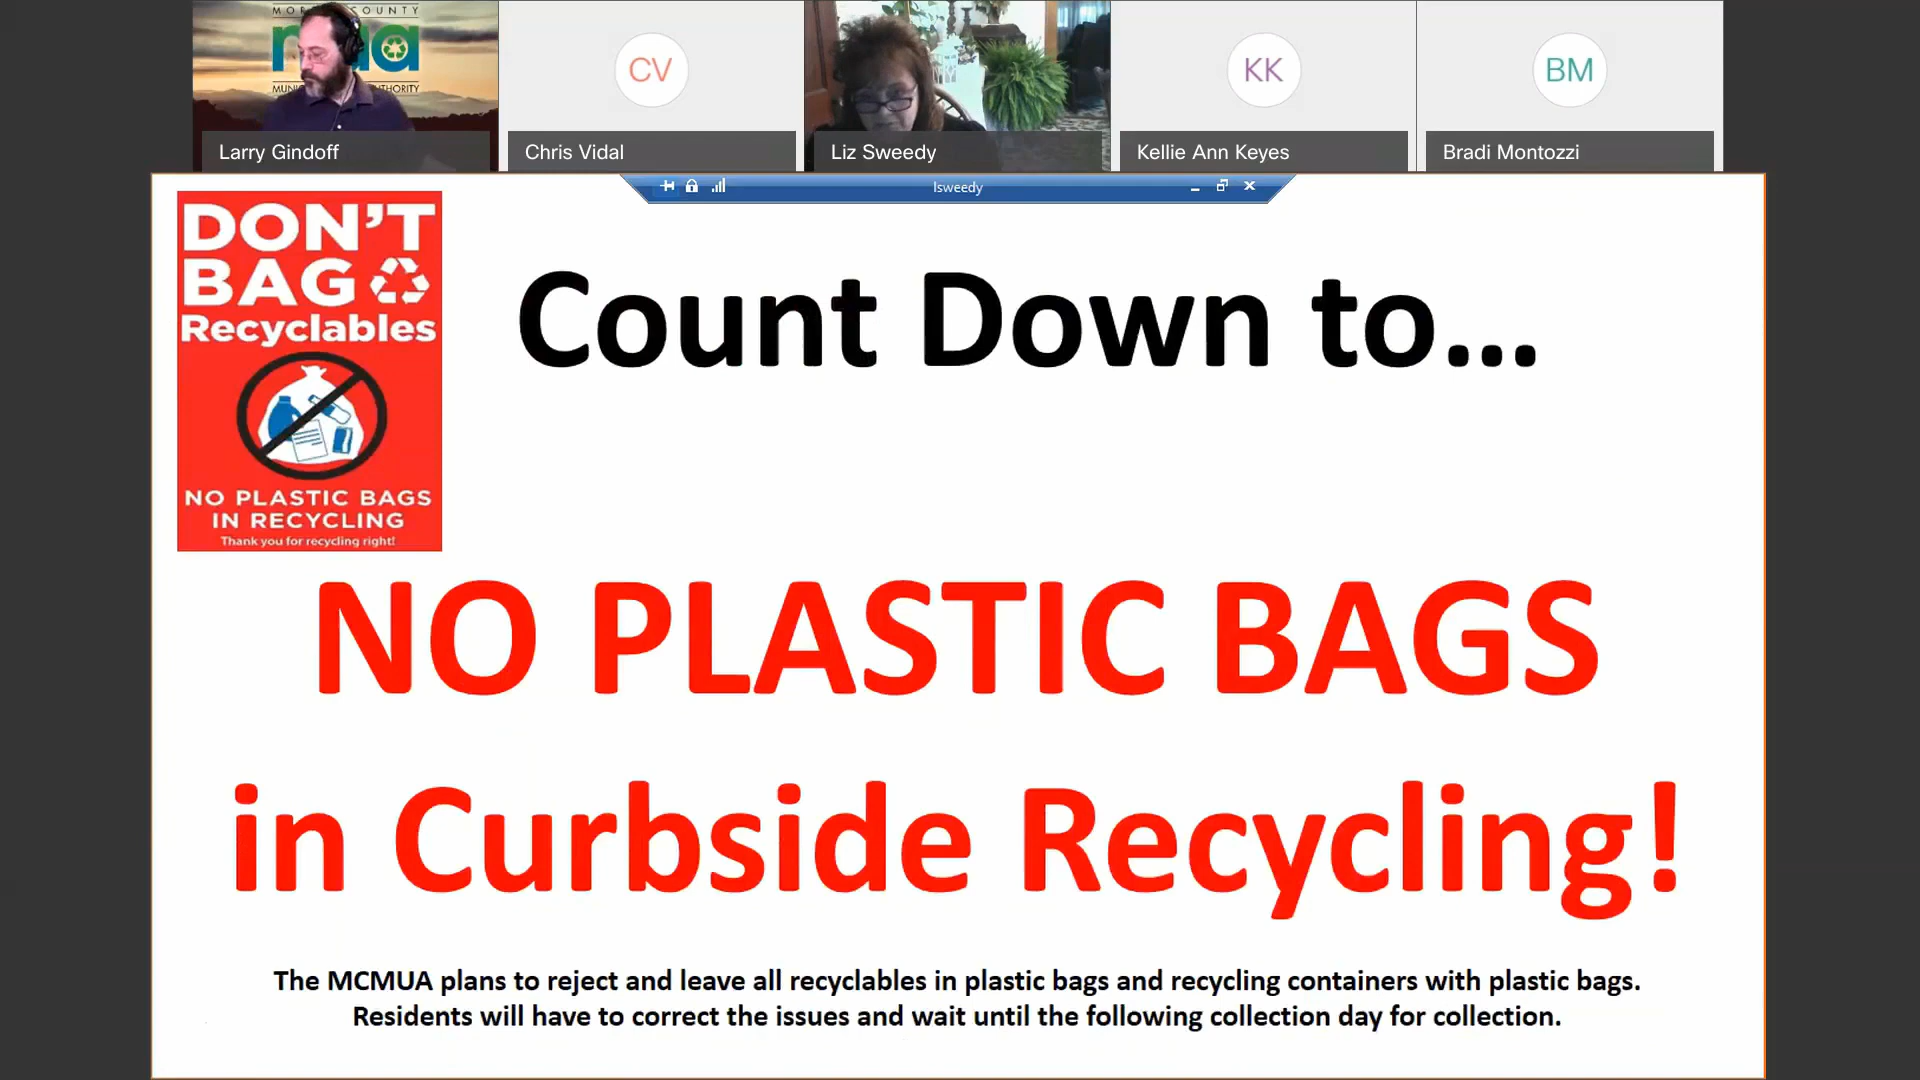 MORRIS COUNTY
mua
Larry Gindoff
CV
Chris Vidal
Liz Sweedy
KK
Kellie Ann Keyes
BM
Bradi Montozzi
lsweedy
DON'T
BAG
Recyclables
NO PLASTIC BAGS
IN RECYCLING
Thank you for recycling right!
Count Down to...
NO PLASTIC BAGS
in Curbside Recycling!
The MCMUA plans to reject and leave all recyclables in plastic bags and recycling containers with plastic bags.
Residents will have to correct the issues and wait until the following collection day for collection.